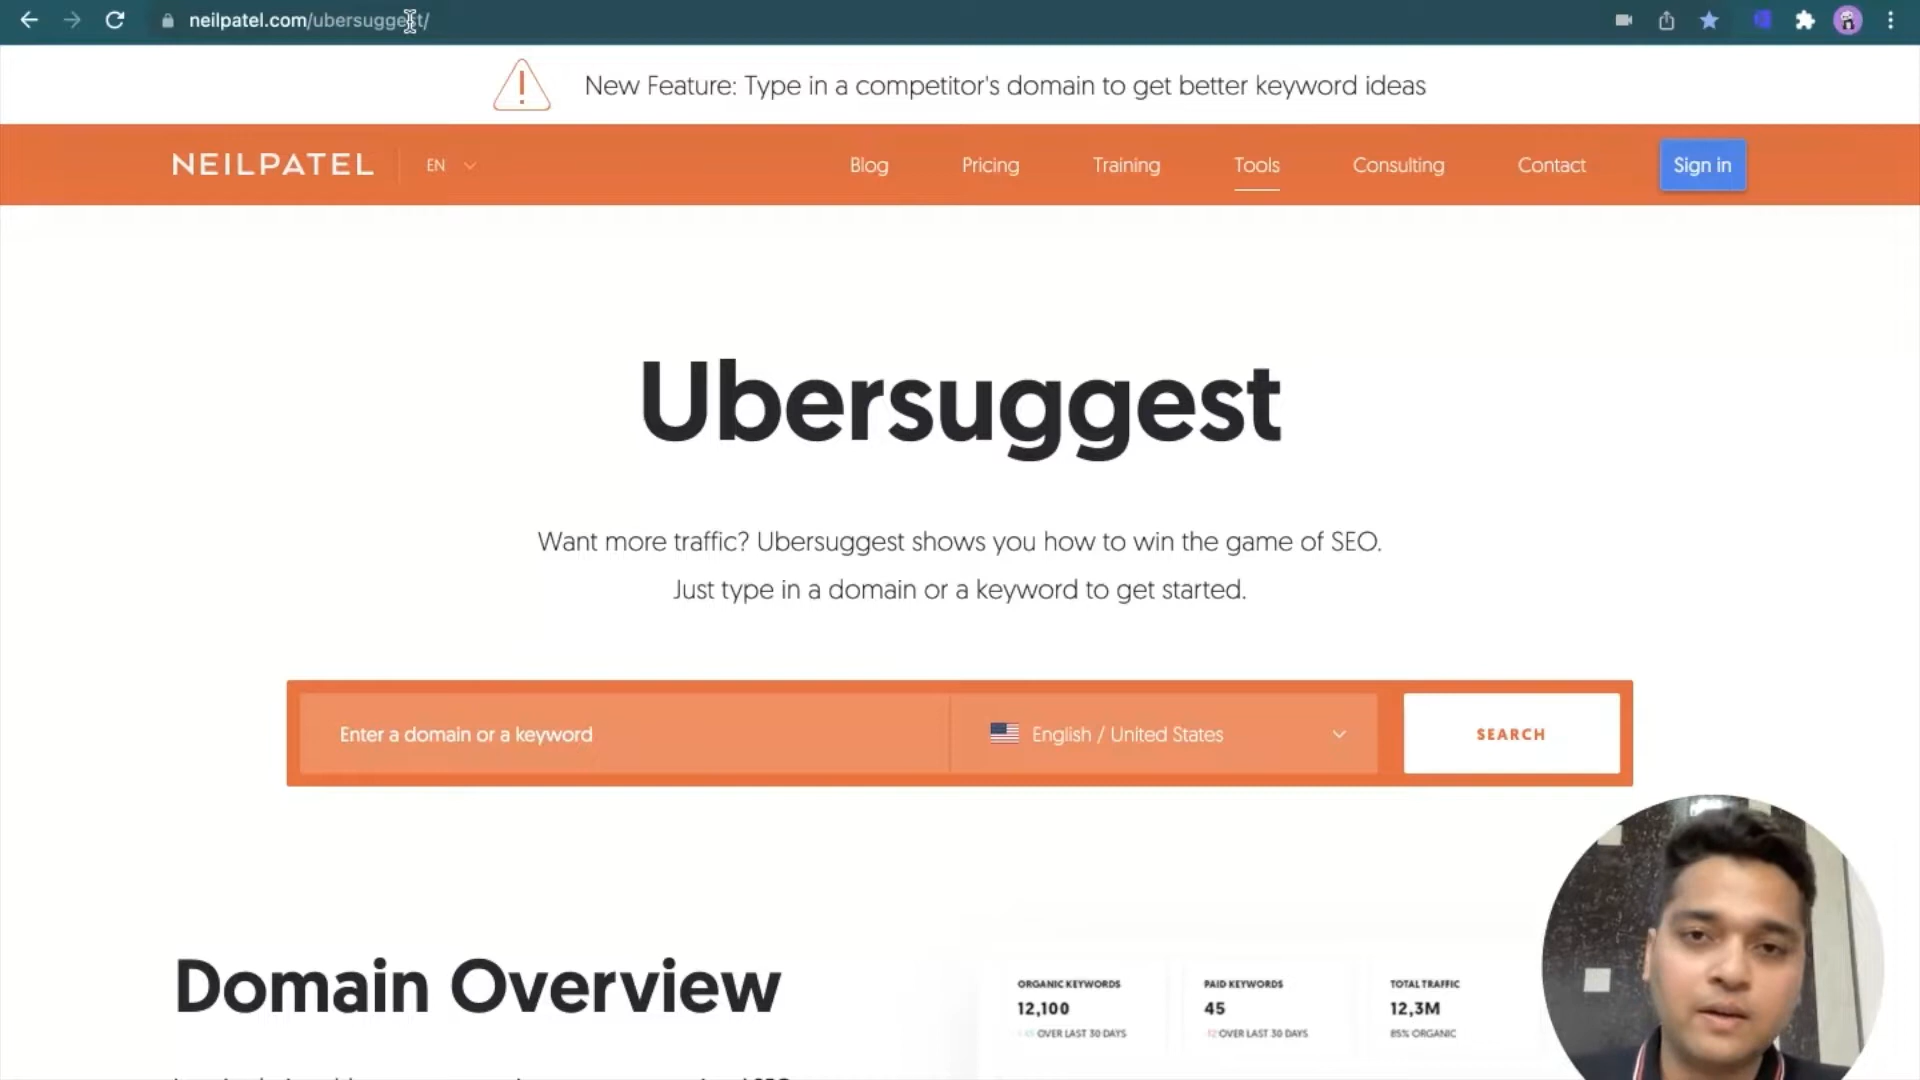 neilpatel.com/ubersuggest/
New Feature: Type in a competitor's domain to get better keyword ideas
NEILPATEL
EN
Blog
Pricing
Training
Tools
Consulting
Contact
Sign in
Ubersuggest
Want more traffic? Ubersuggest shows you how to win the game of SEO.
Just type in a domain or a keyword to get started.
Enter a domain or a keyword
English / United States
SEARCH
Domain Overview
ORGANIC KEYWORDS
12,100
OVER LAST 30 DAYS
PAID KEYWORDS
45
OVER LAST 30 DAYS
TOTAL TRAFFIC
12,3M
85% ORGANIC